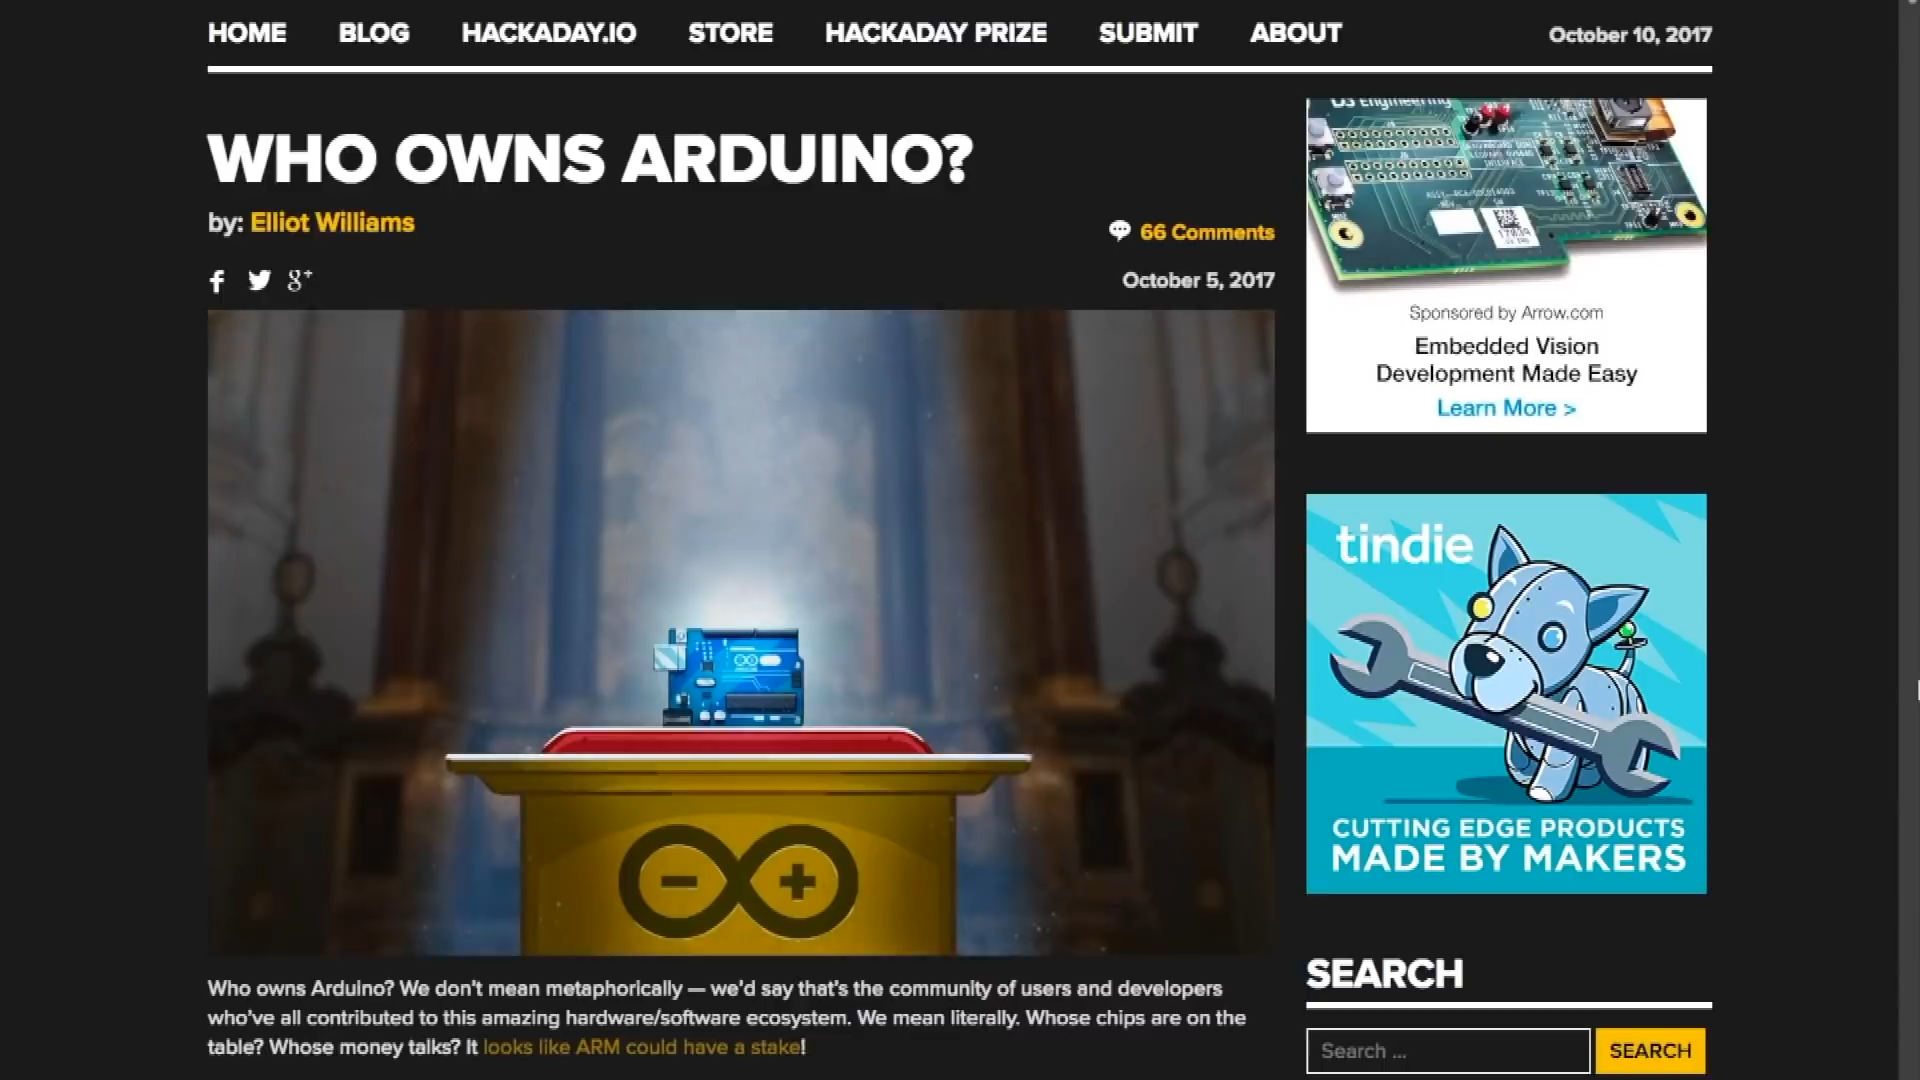 HOME BLOG HACKADAY.IO STORE HACKADAY PRIZE SUBMIT ABOUT October 10, 2017
WHO OWNS ARDUINO?
by: Elliot Williams
66 Comments
October 5, 2017
Who owns Arduino? We don't mean metaphorically — we'd say that's the community of users and developers
who've all contributed to this amazing hardware/software ecosystem. We mean literally. Whose chips are on the
table? Whose money talks? It looks like ARM could have a stake!
Sponsored by Arrow.com
Embedded Vision
Development Made Easy
Learn More >
tindie
CUTTING EDGE PRODUCTS
MADE BY MAKERS
SEARCH
Search ...
SEARCH